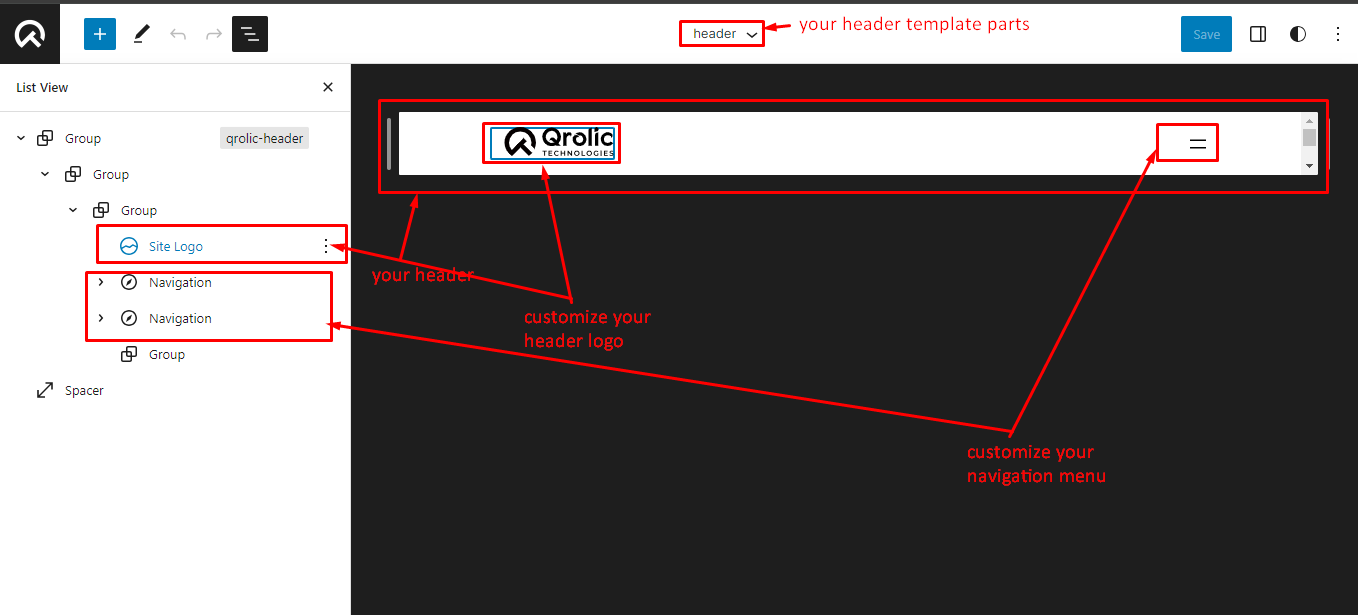 header
your header template parts
Save
List View
Group
qrolic-header
Group
Group
Site Logo
Navigation
Navigation
Group
Spacer
Qrolic
TECHNOLOGIES
your header
customize your
header logo
customize your
navigation menu